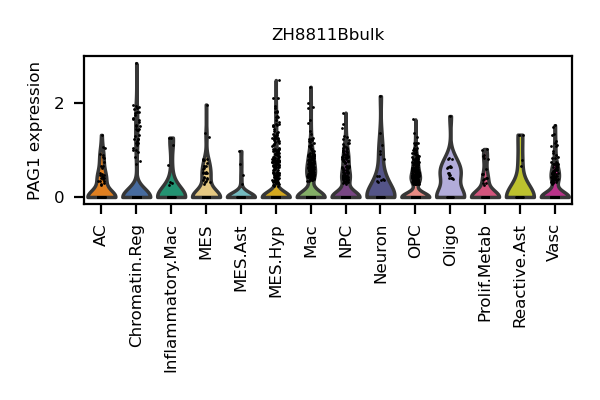 ZH8811Bbulk
PAG1 expression
2
0
AC
Chromatin.Reg
Inflammatory.Mac
MES
MES.Ast
MES.Hyp
Mac
NPC
Neuron
OPC
Oligo
Prolif.Metab
Reactive.Ast
Vasc